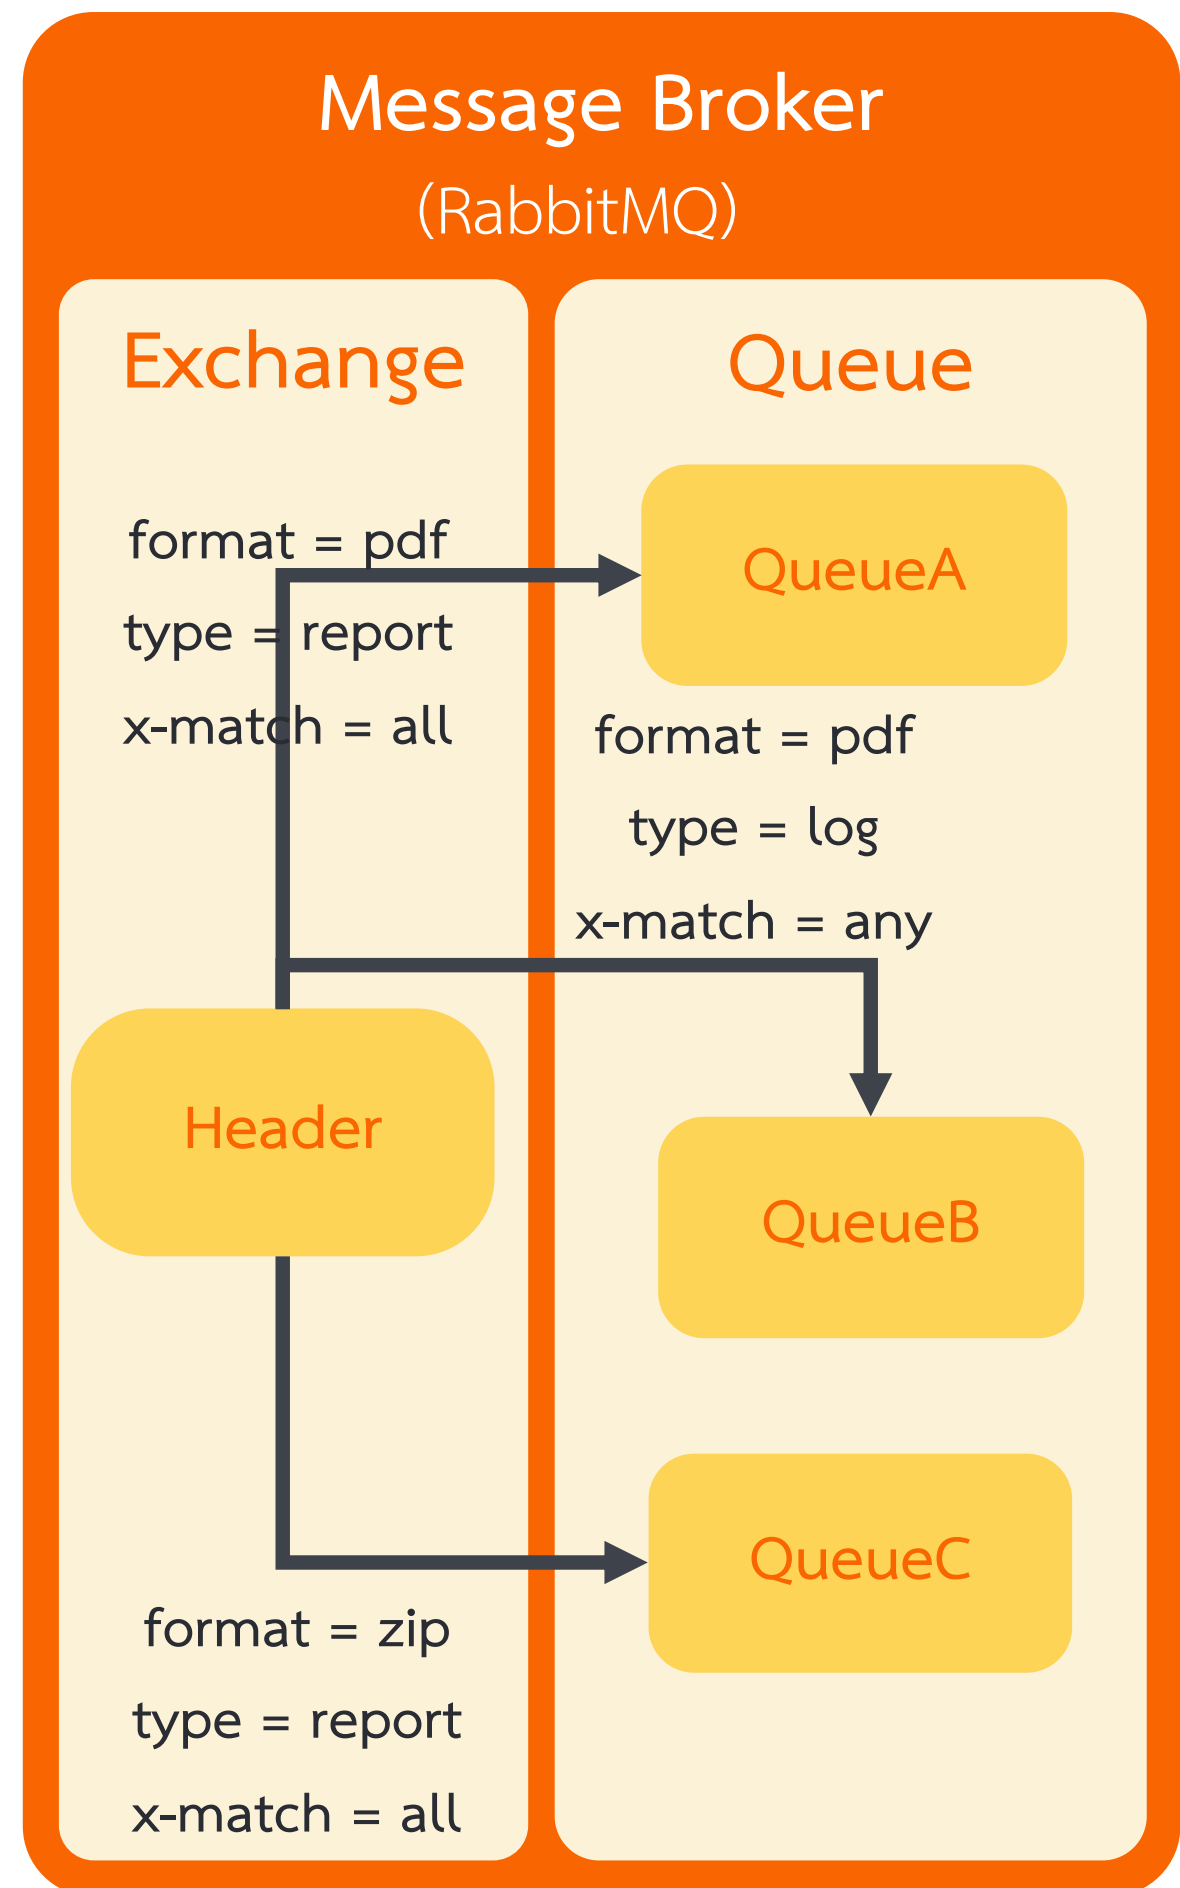 Message Broker
(RabbitMQ)
Exchange
Queue
format = pdf
type = report
x-match = all
QueueA
format = pdf
type = log
x-match = any
Header
QueueB
QueueC
format = zip
type = report
x-match = all